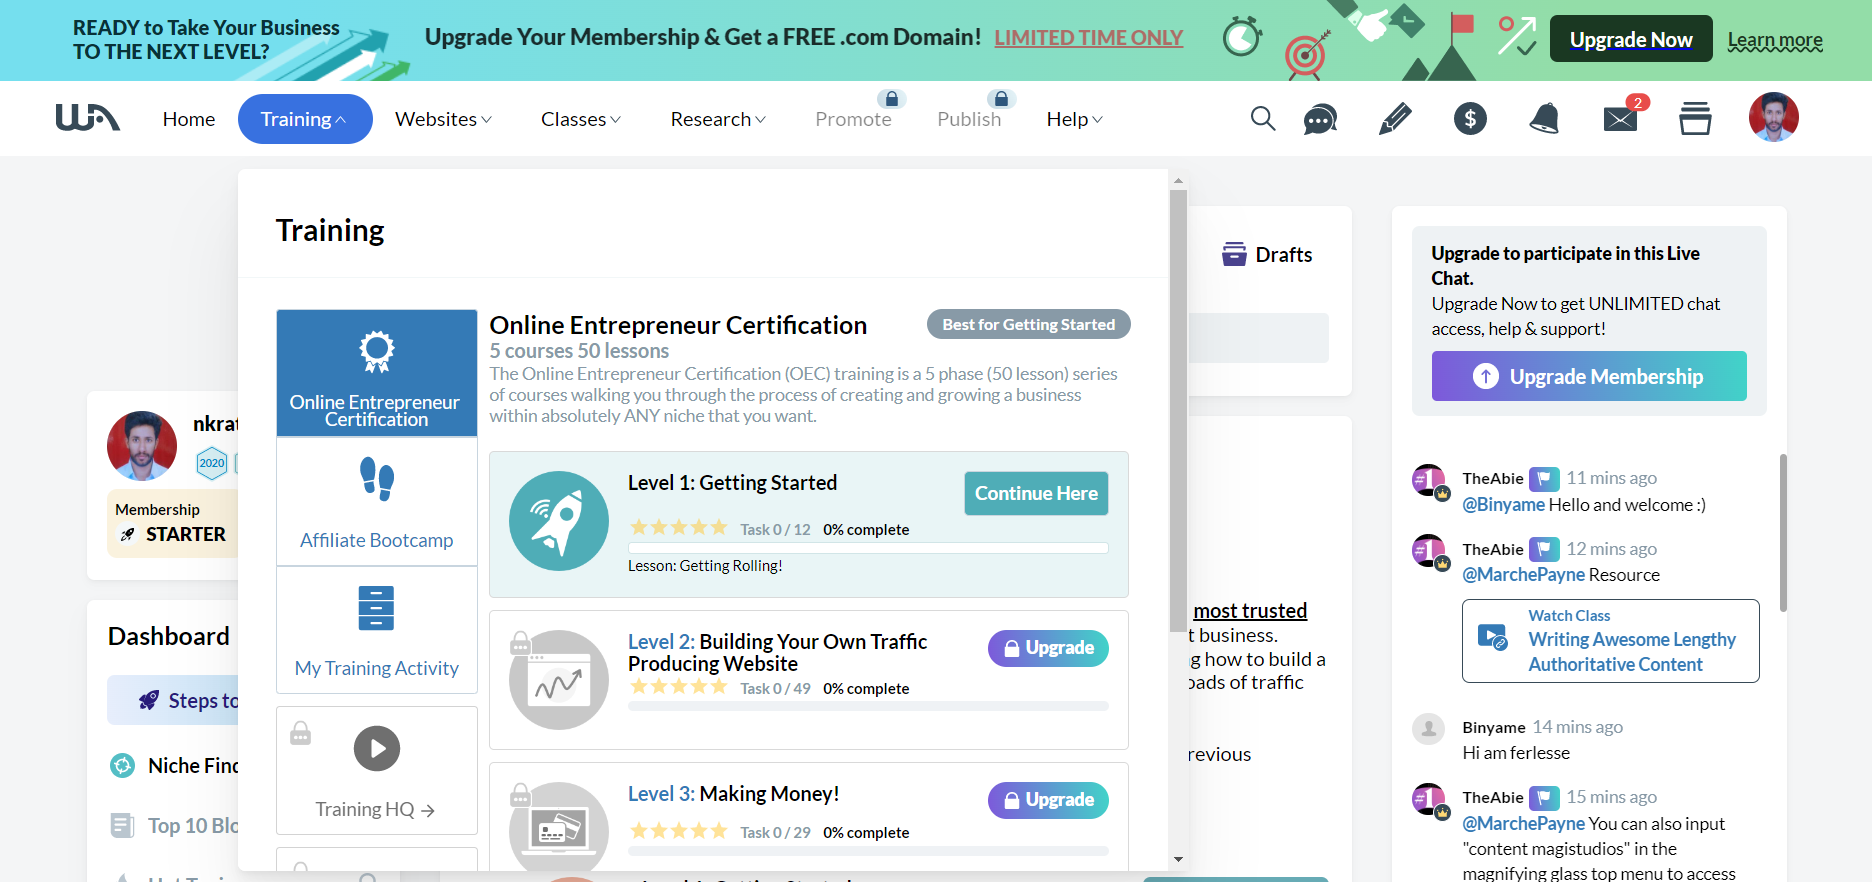 READY to Take Your Business
TO THE NEXT LEVEL?
Upgrade Your Membership & Get a FREE .com Domain! LIMITED TIME ONLY
Upgrade Now
Learn more
WA
Home
Training
Websites
Classes
Research
Promote
Publish
Help
$
2
Training
Online Entrepreneur
Certification
Affiliate Bootcamp
My Training Activity
Training HQ →
Online Entrepreneur Certification
Best for Getting Started
5 courses 50 lessons
The Online Entrepreneur Certification (OEC) training is a 5 phase (50 lesson) series
of courses walking you through the process of creating and growing a business
within absolutely ANY niche that you want.
Level 1: Getting Started
Continue Here
Task 0 / 12 0% complete
Lesson: Getting Rolling!
Level 2: Building Your Own Traffic
Producing Website
Upgrade
Task 0 / 49 0% complete
Level 3: Making Money!
Upgrade
Task 0 / 29 0% complete
nkrat
2020
Membership
STARTER
Dashboard
Steps to
Niche Find
Top 10 Blo
Drafts
most trusted
t business.
g how to build a
oads of traffic
revious
Upgrade to participate in this Live
Chat.
Upgrade Now to get UNLIMITED chat
access, help & support!
Upgrade Membership
#1
TheAbie 11 mins ago
@Binyame Hello and welcome :)
#1
TheAbie 12 mins ago
@MarchePayne Resource
Watch Class
Writing Awesome Lengthy
Authoritative Content
Binyame 14 mins ago
Hi am ferlesse
#1
TheAbie 15 mins ago
@MarchePayne You can also input
"content magistudios" in the
magnifying glass top menu to access